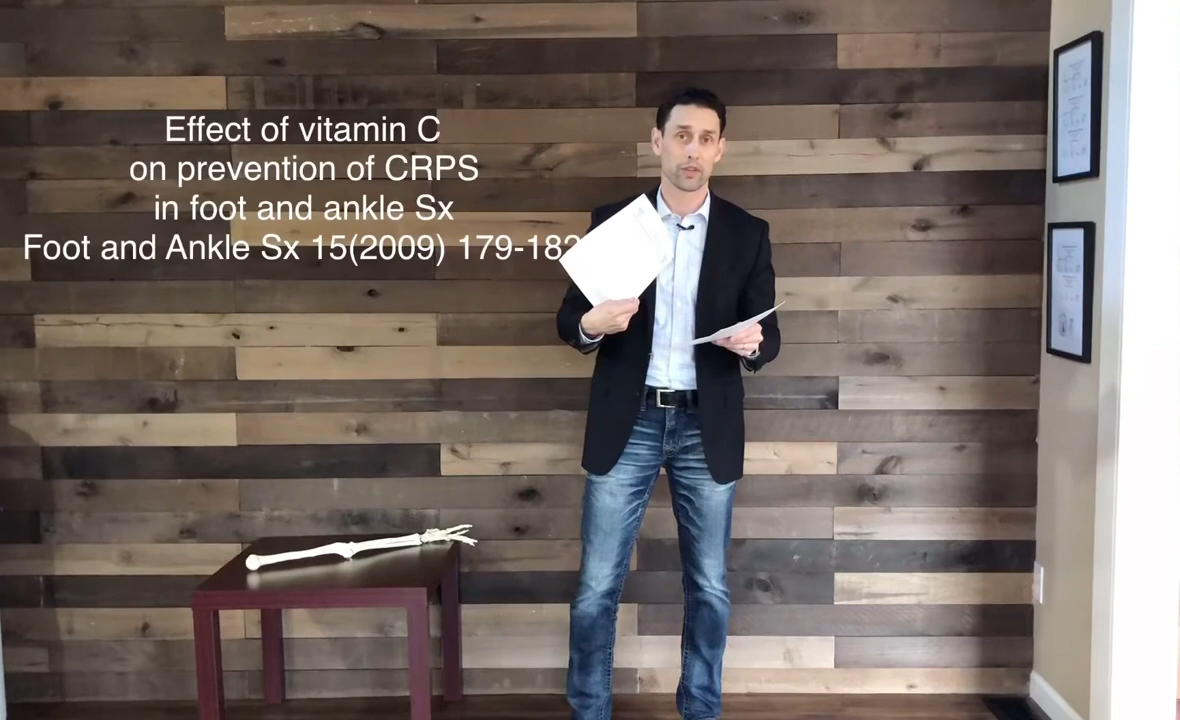 Effect of vitamin C
on prevention of CRPS
in foot and ankle Sx
Foot and Ankle Sx 15(2009) 179-182